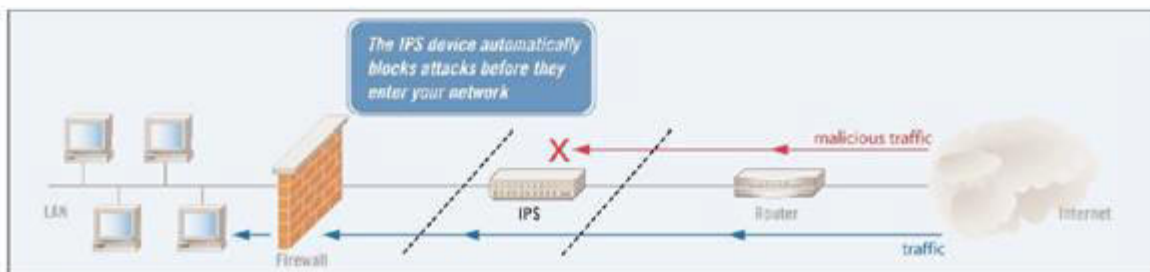 The IPS device automatically
blocks attacks before they
enter your network
malicious traffic
LAN
IPS
Router
Internet
Firewall
traffic